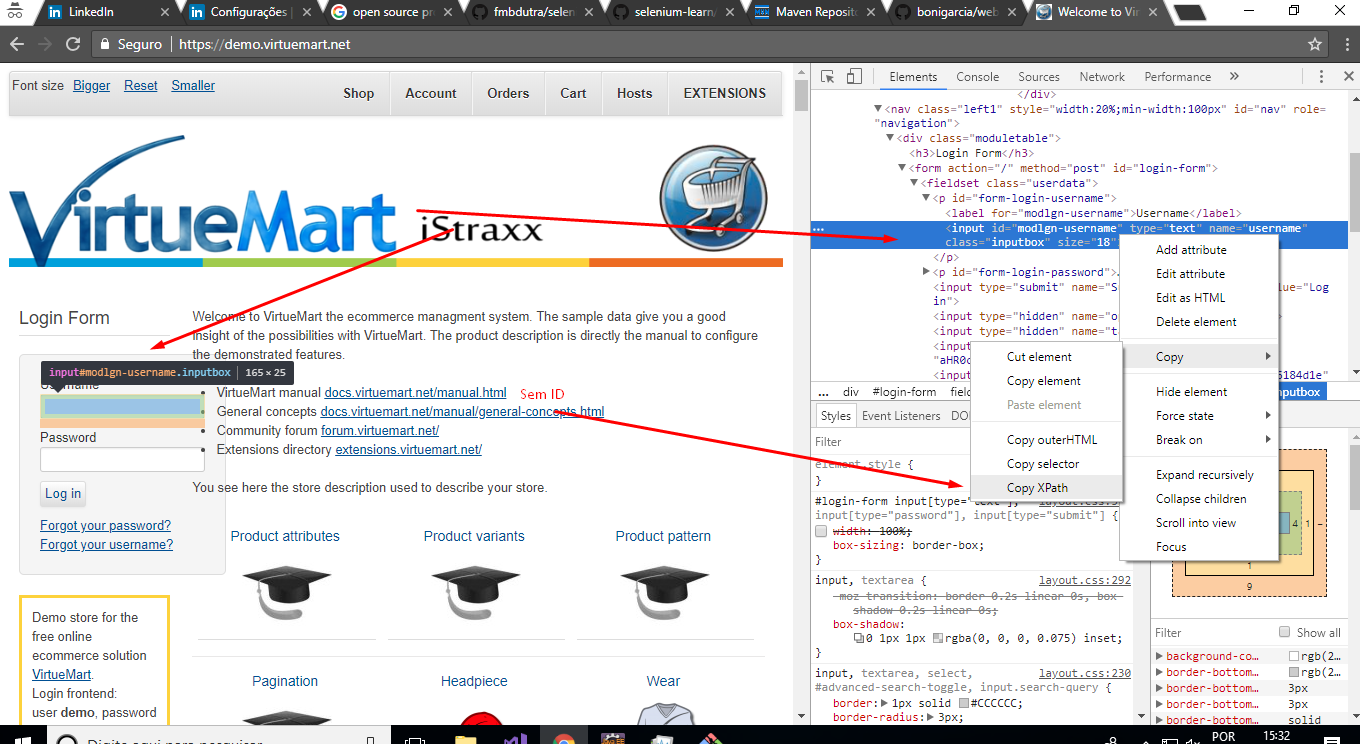 LinkedIn
Configurações |
open source pr
fmbdutra/selen
selenium-learn/
Maven Reposito
bonigarcia/web
Welcome to Vir
Seguro
https://demo.virtuemart.net
Font size Bigger Reset Smaller
Shop
Account
Orders
Cart
Hosts
EXTENSIONS
VirtueMart
iStraxx
Login Form
Welcome to VirtueMart the ecommerce managment system. The sample data give you a good
insight of the possibilities with VirtueMart. The product description is directly the manual to configure
the demonstrated features.
input#modlgn-username.inputbox | 165 × 25
VirtueMart manual docs.virtuemart.net/manual.html
Sem ID
General concepts docs.virtuemart.net/manual/general-concepts.html
Community forum forum.virtuemart.net/
Extensions directory extensions.virtuemart.net/
Password
Log in
Forgot your password?
Forgot your username?
You see here the store description used to describe your store.
Product attributes
Product variants
Product pattern
Pagination
Headpiece
Wear
Demo store for the
free online
ecommerce solution
VirtueMart.
Login frontend:
user demo, password
Elements
Console
Sources
Network
Performance
</div>
<nav class="left1" style="width:20%;min-width:100px" id="nav" role=
"navigation">
<div class="moduletable">
<h3>Login Form</h3>
<form action="/" method="post" id="login-form">
<fieldset class="userdata">
<p id="form-login-username">
<label for="modlgn-username">Username</label>
<input id="modlgn-username" type="text" name="username"
class="inputbox" size="18"
</p>
<p id="form-login-password">
<input type="submit" name="S
lue="Log
in">
<input type="hidden" name="o
<input type="hidden" name="t
<input
"aHR0c
5184d1e"
Add attribute
Edit attribute
Edit as HTML
Delete element
Copy
Hide element
Force state
Break on
Expand recursively
Collapse children
Scroll into view
Focus
Cut element
Copy element
Paste element
Copy outerHTML
Copy selector
Copy XPath
... div #login-form field
nputbox
Styles
Event Listeners
DO
Filter
element.style {
}
#login-form input[type="text"],
layout.css:5
input[type="password"], input[type="submit"] {
width: 100%;
box-sizing: border-box;
}
input, textarea {
layout.css:292
-moz-transition: border 0.2s linear 0s, box-
shadow 0.2s linear 0s;
box-shadow:
0 1px 1px rgba(0, 0, 0, 0.075) inset;
}
input, textarea, select,
layout.css:230
#advanced-search-toggle, input.search-query {
border: 1px solid #CCCCCC;
border-radius: 3px;
4
1
–
1
9
Filter
Show all
background-co…
rgb(2…
border-bottom…
rgb(2…
border-bottom…
3px
border-bottom…
3px
border-bottom…
solid
Digite aqui para pesquisar
POR
15:32